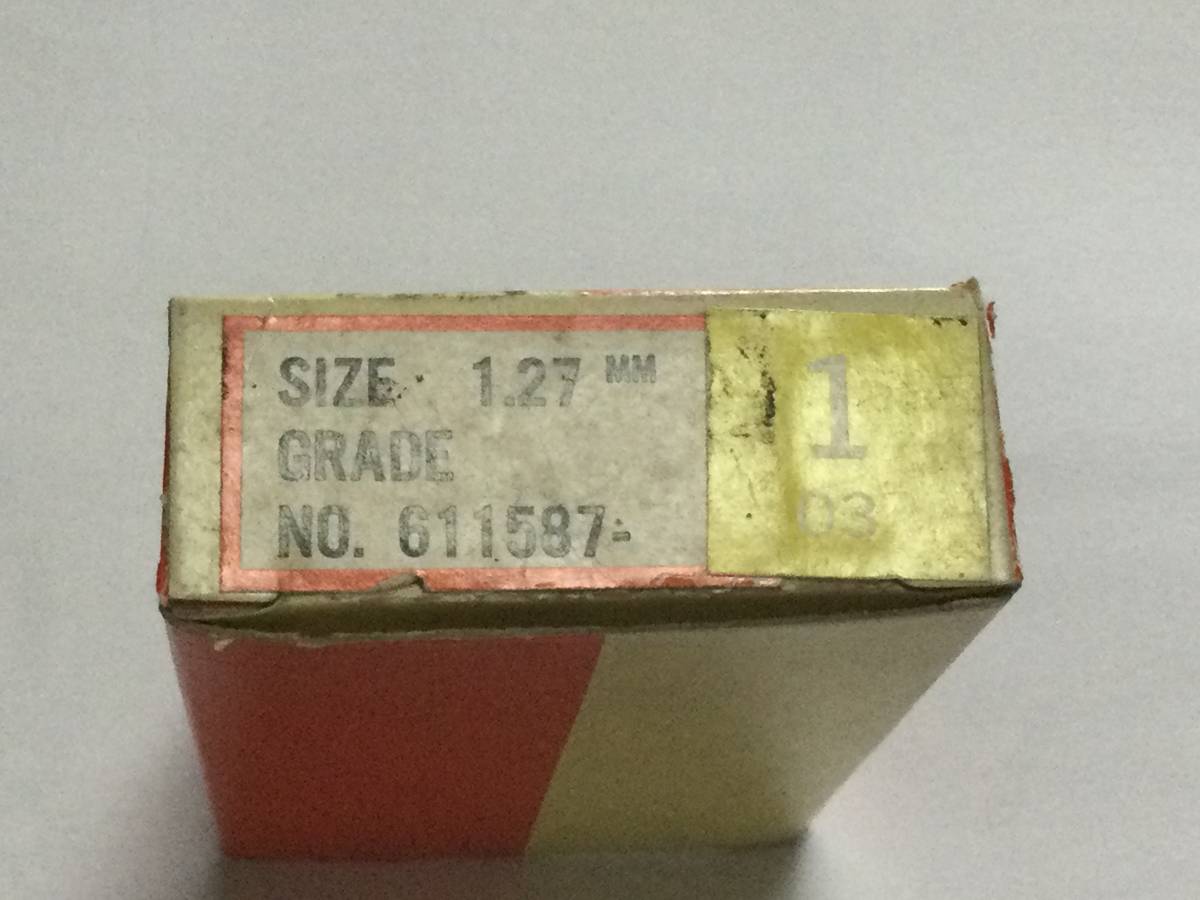 SIZE 1.27 MM
GRADE
NO. 611587-
1
03